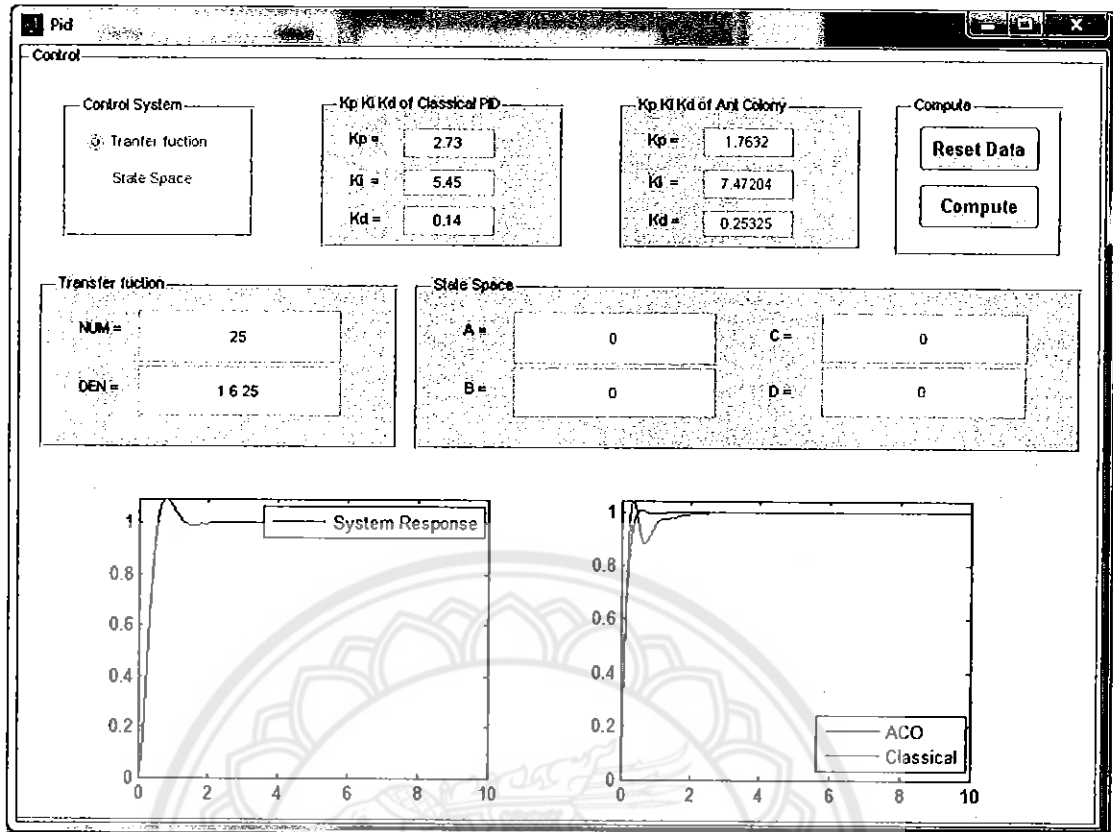 Pid
Control
Control System
Tranfer fuction
State Space
Kp Ki Kd of Classical PID
Kp = 2.73
Ki = 5.45
Kd = 0.14
Kp Ki Kd of Ant Colony
Kp = 1.7632
Ki = 7.47204
Kd = 0.25325
Compute
Reset Data
Compute
Transfer fuction
NUM = 25
DEN = 1 6 25
State Space
A = 0
B = 0
C = 0
D = 0
System Response
1
0.8
0.6
0.4
0.2
0
0 2 4 6 8 10
ACO
Classical
1
0.8
0.6
0.4
0.2
0
0 2 4 6 8 10